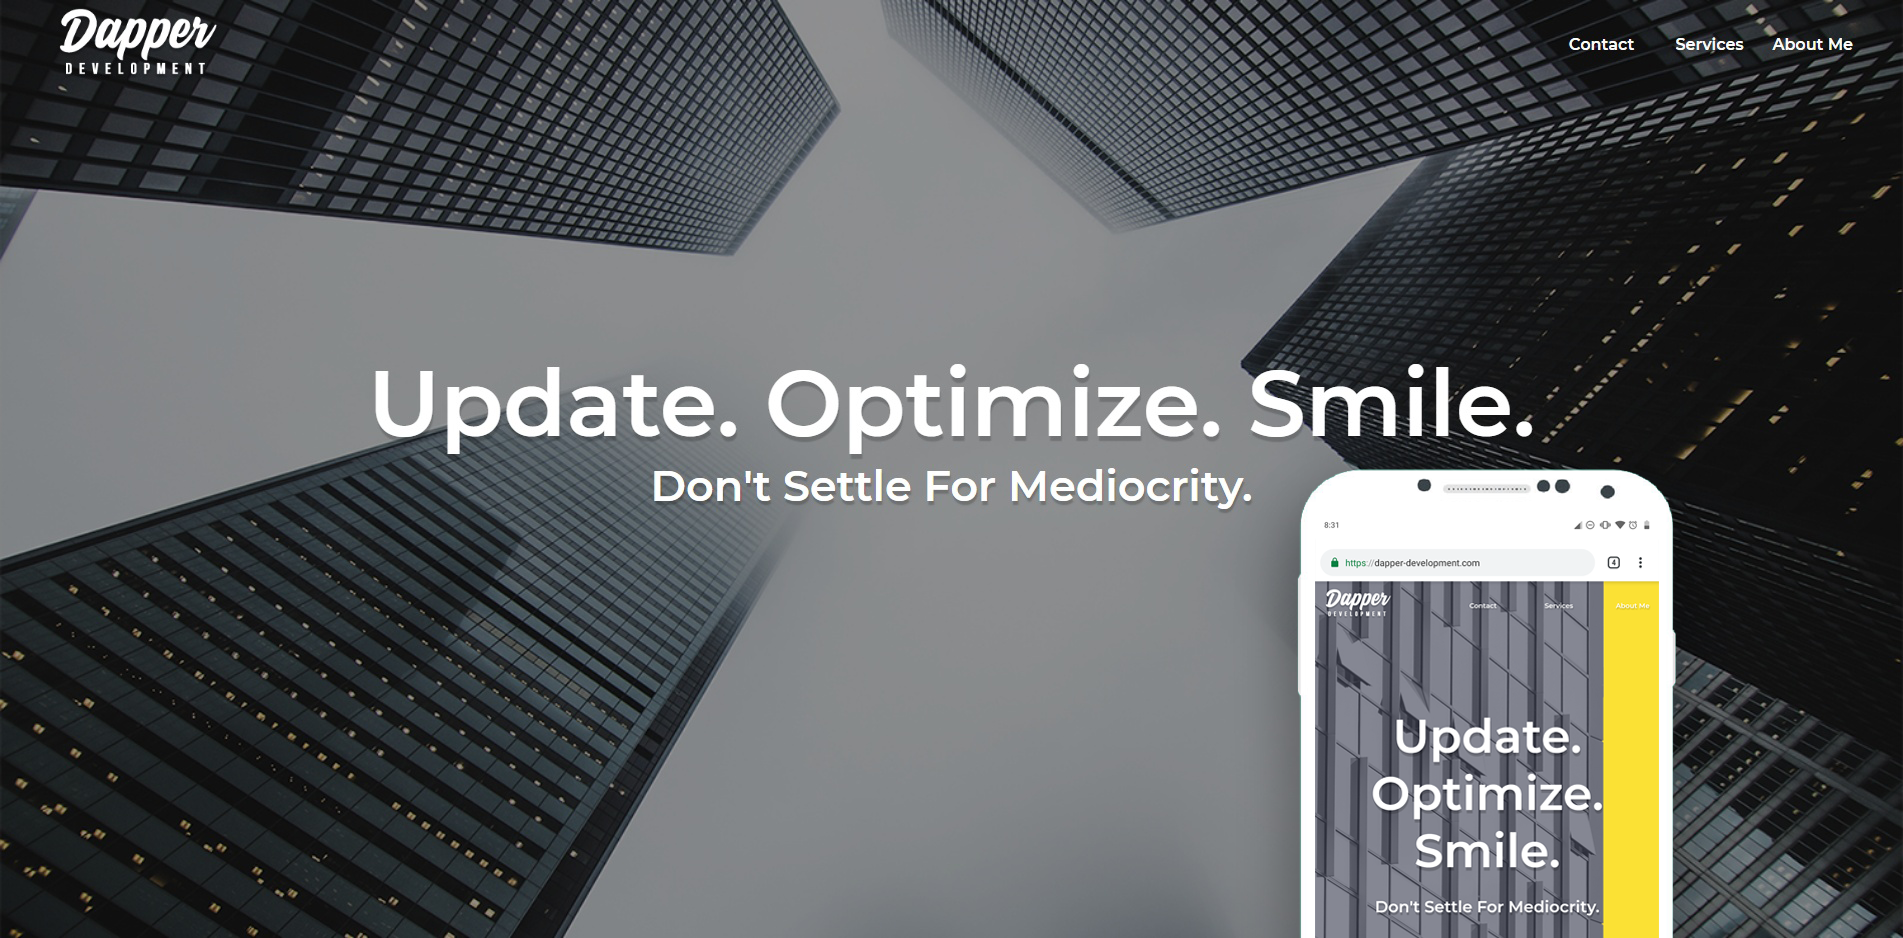 Dapper
DEVELOPMENT
Contact Services About Me
Update. Optimize. Smile.
Don't Settle For Mediocrity.
8:31
https://dapper-development.com 4
Dapper
DEVELOPMENT
Contact Services About Me
Update.
Optimize.
Smile.
Don't Settle For Mediocrity.